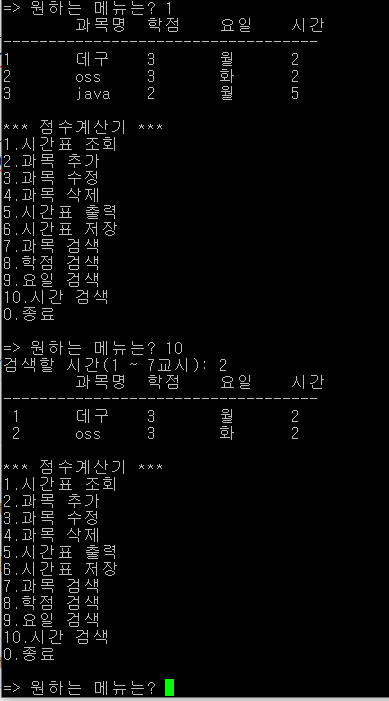 => 원하는 메뉴는? 1
과목명 학점 요일 시간
-----------------------------------
1 데구 3 월 2
2 oss 3 화 2
3 java 2 월 5
*** 점수계산기 ***
1.시간표 조회
2.과목 추가
3.과목 수정
4.과목 삭제
5.시간표 출력
6.시간표 저장
7.과목 검색
8.학점 검색
9.요일 검색
10.시간 검색
0.종료
=> 원하는 메뉴는? 10
검색할 시간(1 ~ 7교시): 2
과목명 학점 요일 시간
-----------------------------------
1 데구 3 월 2
2 oss 3 화 2
*** 점수계산기 ***
1.시간표 조회
2.과목 추가
3.과목 수정
4.과목 삭제
5.시간표 출력
6.시간표 저장
7.과목 검색
8.학점 검색
9.요일 검색
10.시간 검색
0.종료
=> 원하는 메뉴는?